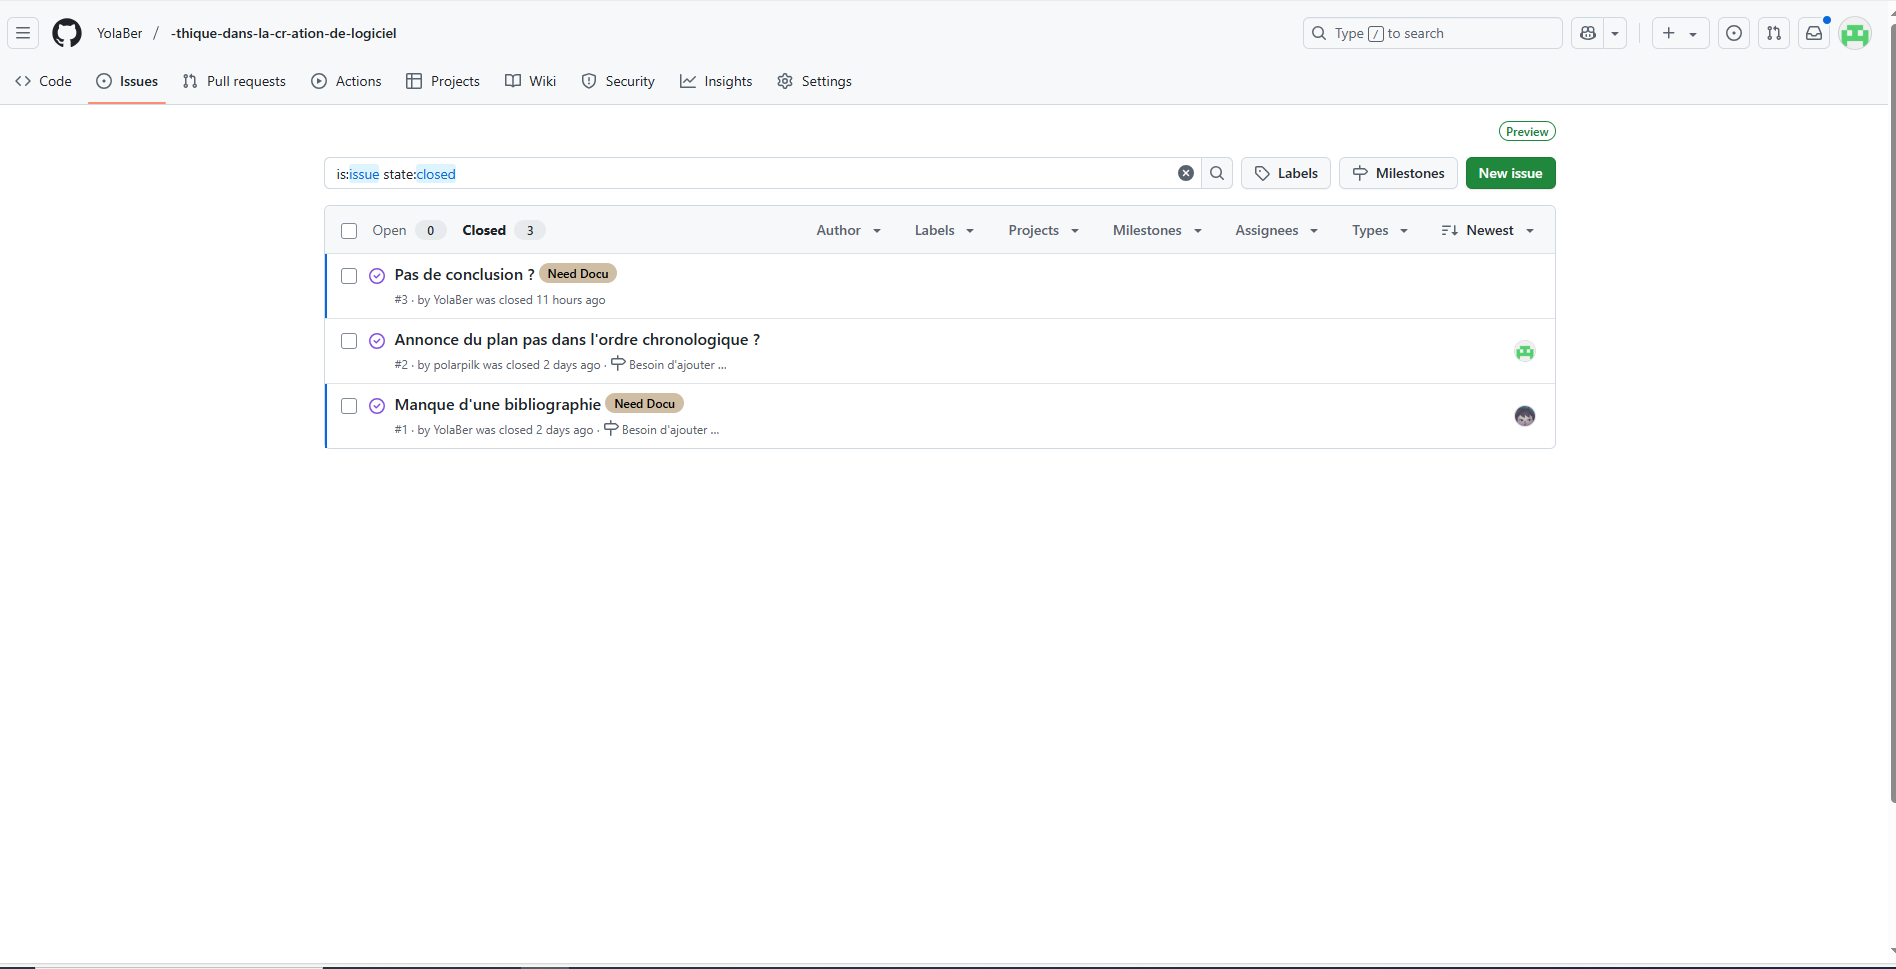 YolaBer / -thique-dans-la-cr-ation-de-logiciel Type / to search
Code Issues Pull requests Actions Projects Wiki Security Insights Settings
Preview
is:issue state:closed Labels Milestones New issue
Open 0 Closed 3 Author Labels Projects Milestones Assignees Types Newest
Pas de conclusion ? Need Docu
#3 · by YolaBer was closed 11 hours ago
Annonce du plan pas dans l'ordre chronologique ?
#2 · by polarpilk was closed 2 days ago · Besoin d'ajouter ...
Manque d'une bibliographie Need Docu
#1 · by YolaBer was closed 2 days ago · Besoin d'ajouter ...